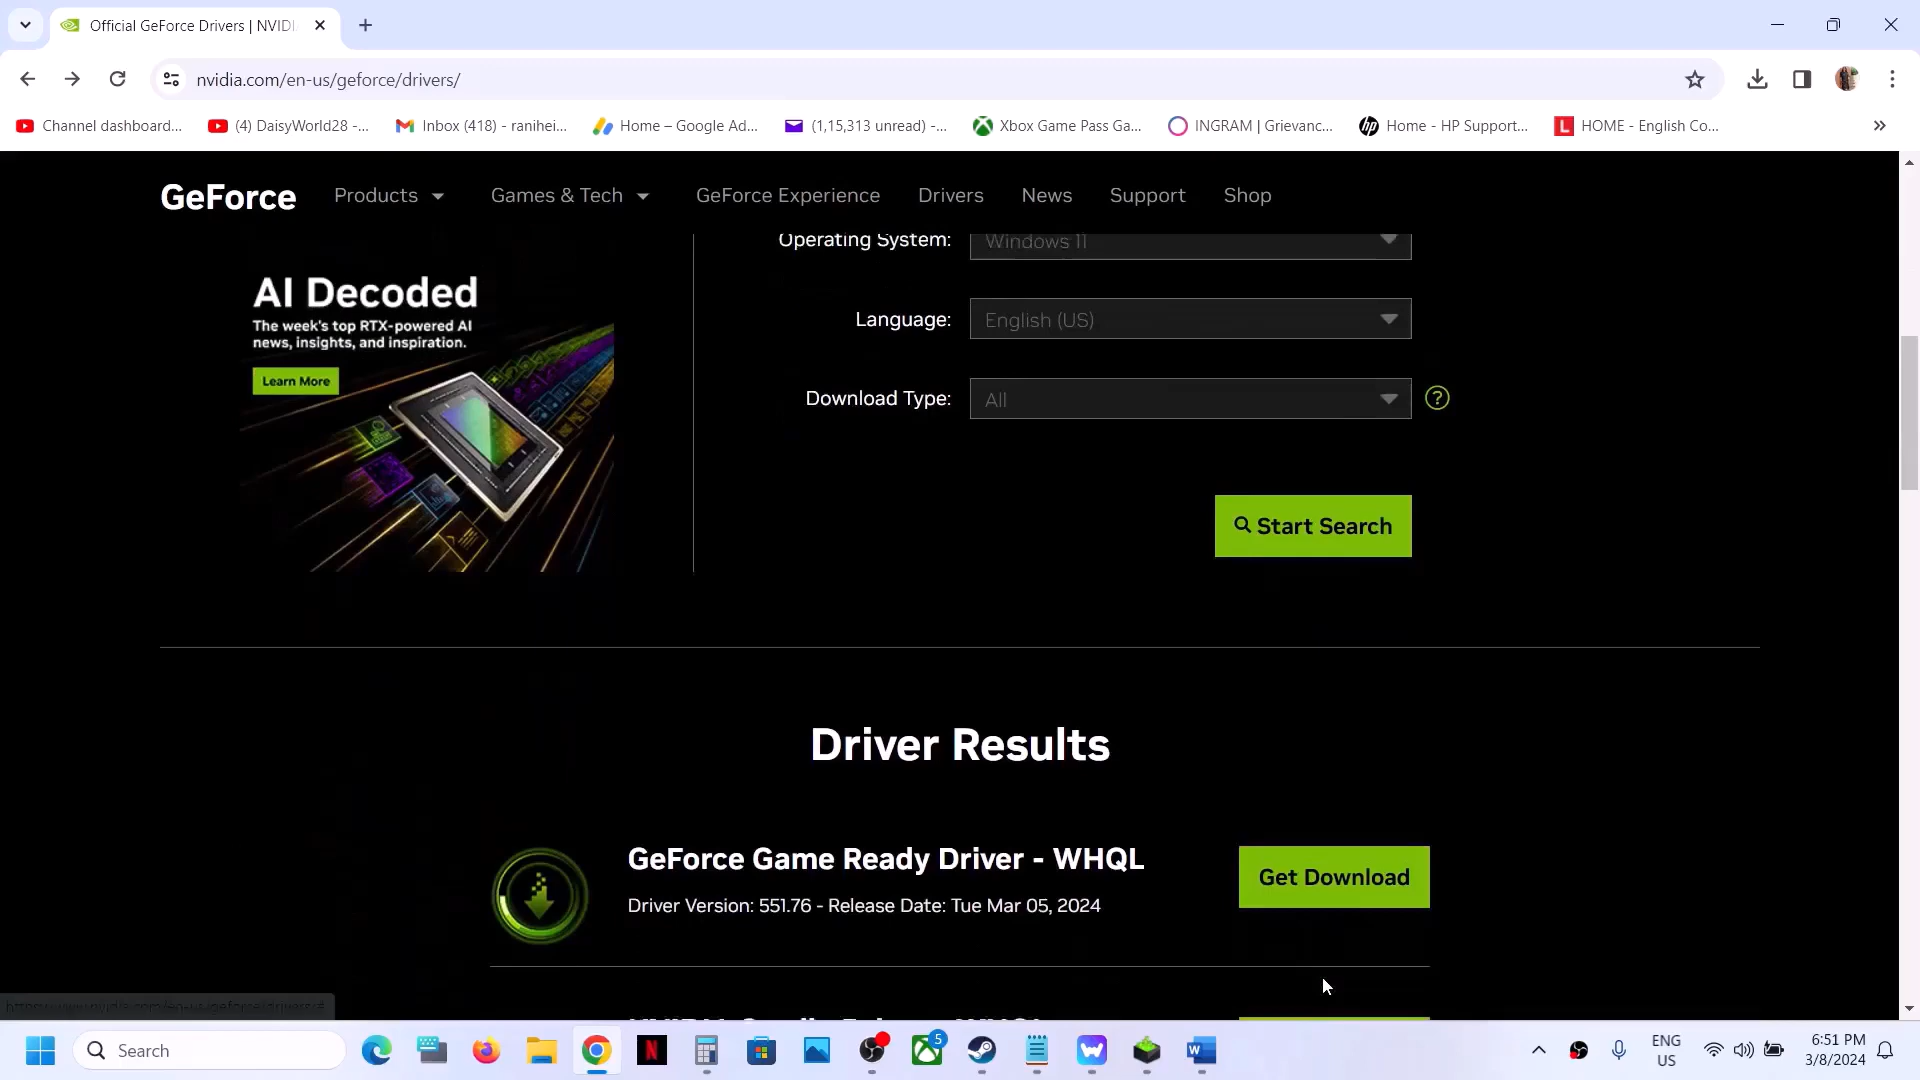 Official GeForce Drivers | NVIDI
nvidia.com/en-us/geforce/drivers/
Channel dashboard...
(4) DaisyWorld28 -...
Inbox (418) - ranihei...
Home – Google Ad...
(1,15,313 unread) -...
Xbox Game Pass Ga...
INGRAM | Grievanc...
Home - HP Support...
HOME - English Co...
GeForce
Products
Games & Tech
GeForce Experience
Drivers
News
Support
Shop
Operating System:
Windows 11
AI Decoded
The week's top RTX-powered AI
news, insights, and inspiration.
Learn More
Language:
English (US)
Download Type:
All
?
Start Search
Driver Results
GeForce Game Ready Driver - WHQL
Driver Version: 551.76 - Release Date: Tue Mar 05, 2024
Get Download
Search
5
ENG
US
6:51 PM
3/8/2024